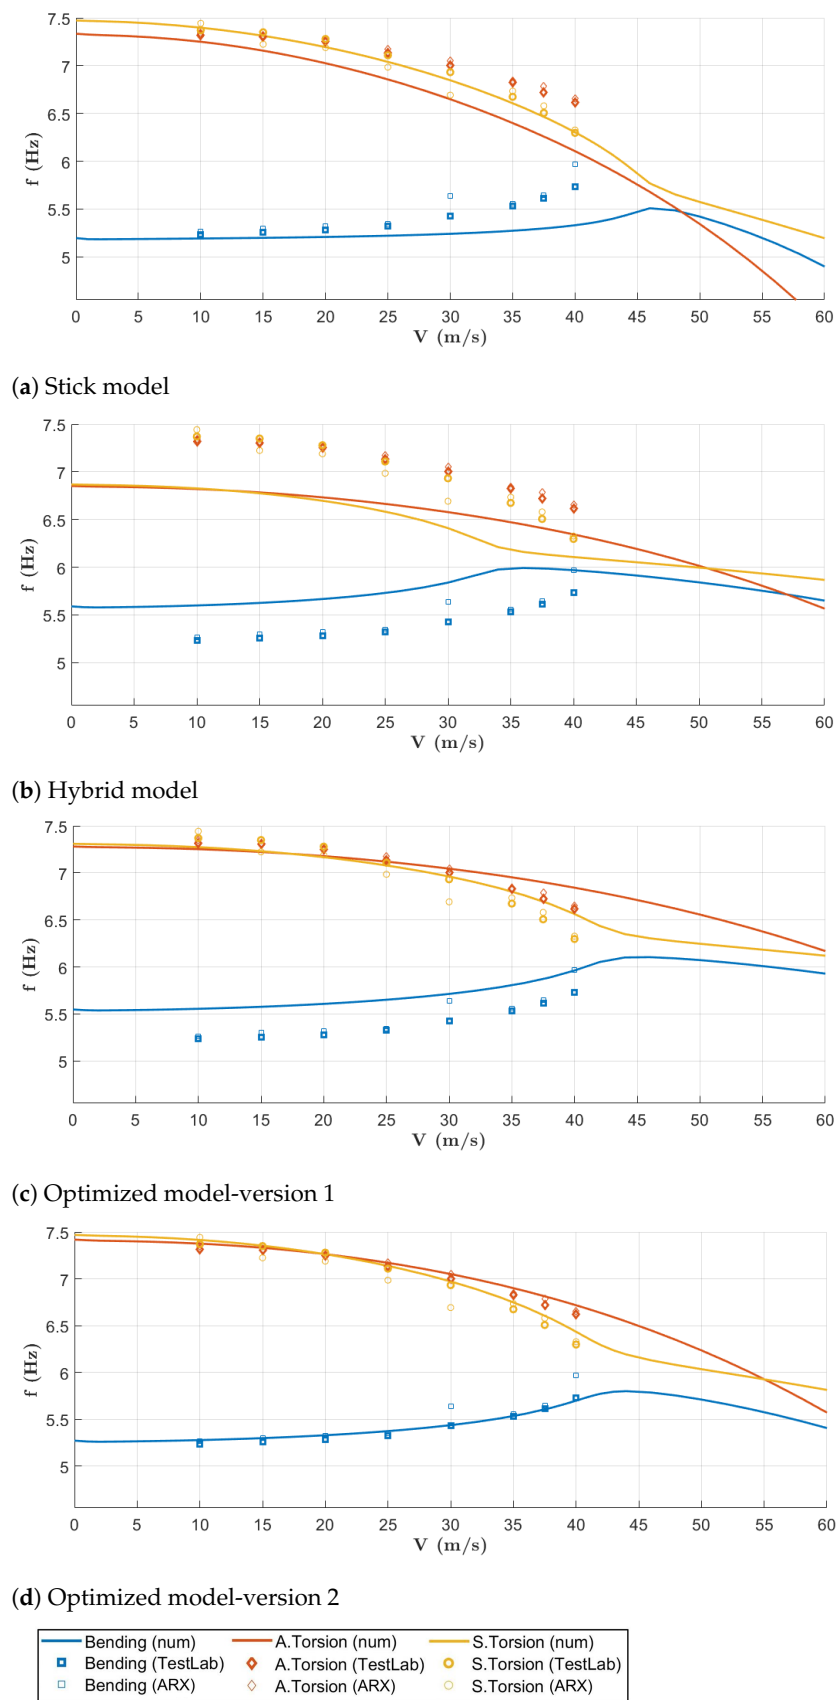 7.5
7
6.5
6
5.5
5
f (Hz)
0 5 10 15 20 25 30 35 40 45 50 55 60
V (m/s)
(a) Stick model
7.5
7
6.5
6
5.5
5
f (Hz)
0 5 10 15 20 25 30 35 40 45 50 55 60
V (m/s)
(b) Hybrid model
7.5
7
6.5
6
5.5
5
f (Hz)
0 5 10 15 20 25 30 35 40 45 50 55 60
V (m/s)
(c) Optimized model-version 1
7.5
7
6.5
6
5.5
5
f (Hz)
0 5 10 15 20 25 30 35 40 45 50 55 60
V (m/s)
(d) Optimized model-version 2
Bending (num) A.Torsion (num) S.Torsion (num)
Bending (TestLab) A.Torsion (TestLab) S.Torsion (TestLab)
Bending (ARX) A.Torsion (ARX) S.Torsion (ARX)